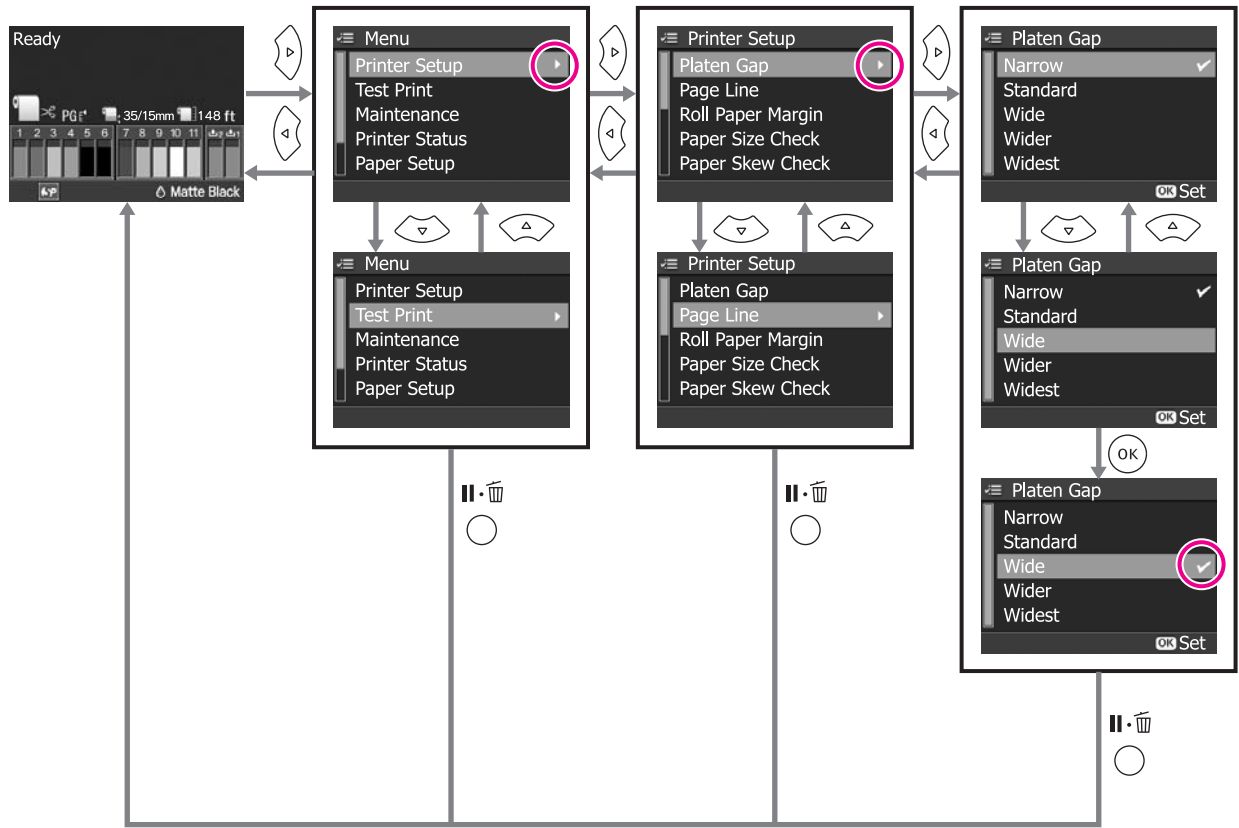 Ready
PG 35/15mm 148 ft
1 2 3 4 5 6 7 8 9 10 11
Matte Black
Menu
Printer Setup
Test Print
Maintenance
Printer Status
Paper Setup
Menu
Printer Setup
Test Print
Maintenance
Printer Status
Paper Setup
Printer Setup
Platen Gap
Page Line
Roll Paper Margin
Paper Size Check
Paper Skew Check
Printer Setup
Platen Gap
Page Line
Roll Paper Margin
Paper Size Check
Paper Skew Check
Platen Gap
Narrow
Standard
Wide
Wider
Widest
OK Set
Platen Gap
Narrow
Standard
Wide
Wider
Widest
OK Set
OK
Platen Gap
Narrow
Standard
Wide
Wider
Widest
OK Set